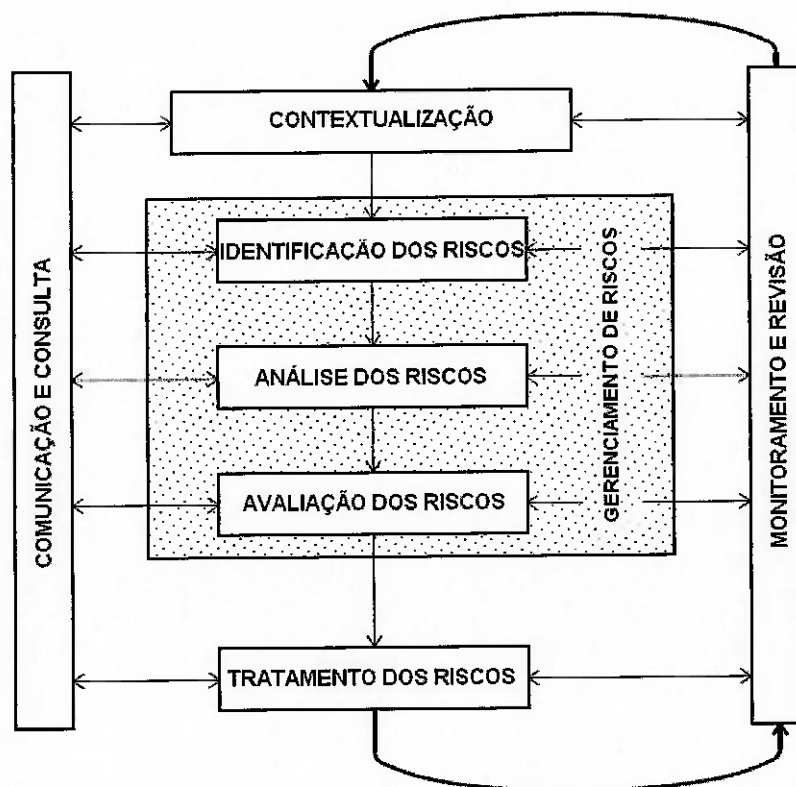 CONTEXTUALIZAÇÃO
IDENTIFICAÇÃO DOS RISCOS
ANÁLISE DOS RISCOS
AVALIAÇÃO DOS RISCOS
TRATAMENTO DOS RISCOS
COMUNICAÇÃO E CONSULTA
GERENCIAMENTO DE RISCOS
MONITORAMENTO E REVISÃO